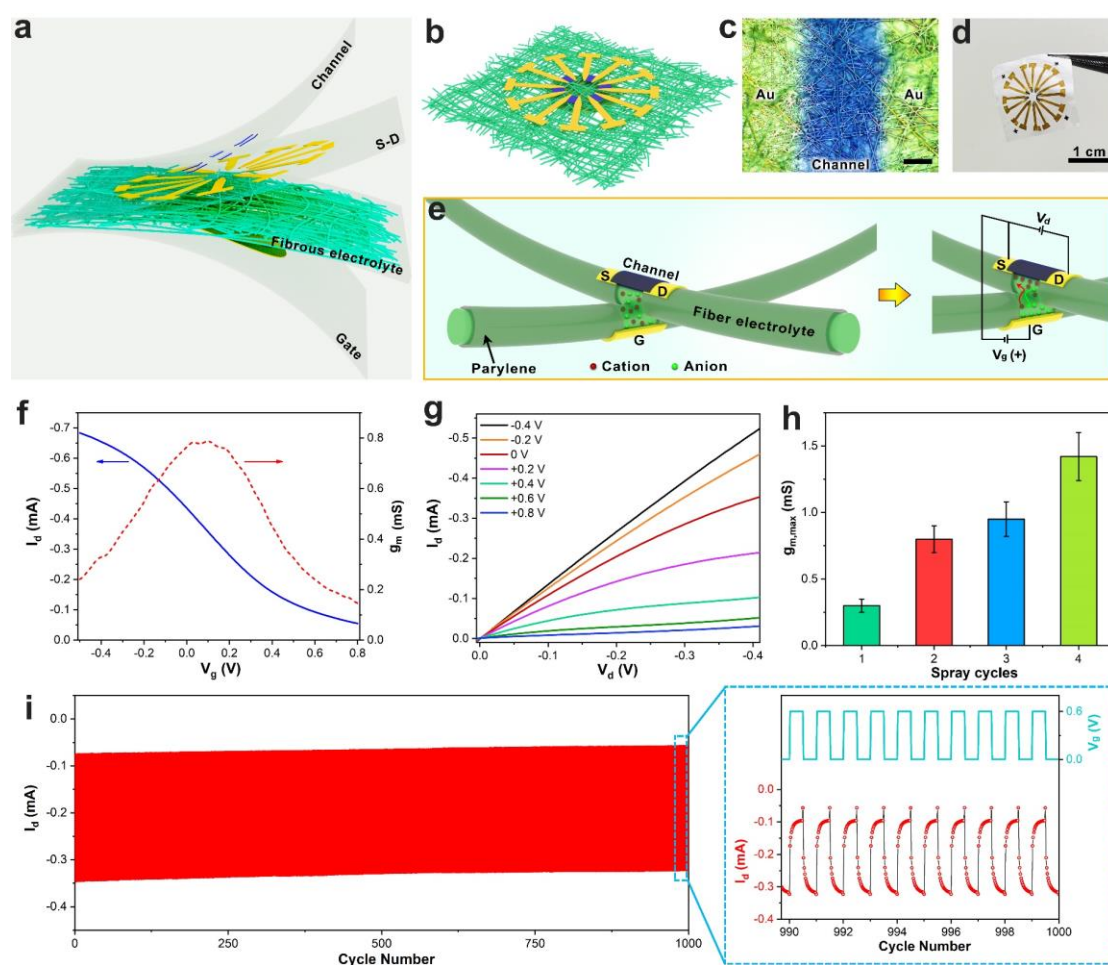 a
Channel
S-D
Fibrous electrolyte
Gate
b
c
Au
Au
Channel
d
1 cm
e
Channel
S
D
Fiber electrolyte
G
Parylene
Cation
Anion
V_d
S
D
G
V_g (+)
f
-0.7
-0.6
-0.5
-0.4
-0.3
-0.2
-0.1
0.0
I_d (mA)
-0.4
-0.2
0.0
0.2
0.4
0.6
0.8
V_g (V)
0.8
0.6
0.4
0.2
0.0
g_m (mS)
g
-0.5
-0.4
-0.3
-0.2
-0.1
0.0
I_d (mA)
-0.4 V
-0.2 V
0 V
+0.2 V
+0.4 V
+0.6 V
+0.8 V
0.0
-0.1
-0.2
-0.3
-0.4
V_d (V)
h
1.5
1.0
0.5
0.0
g_m,max (mS)
1
2
3
4
Spray cycles
i
0.0
-0.1
-0.2
-0.3
-0.4
I_d (mA)
0
250
500
750
1000
Cycle Number
0.6
0.0
V_g (V)
0.0
-0.1
-0.2
-0.3
-0.4
I_d (mA)
990
992
994
996
998
1000
Cycle Number